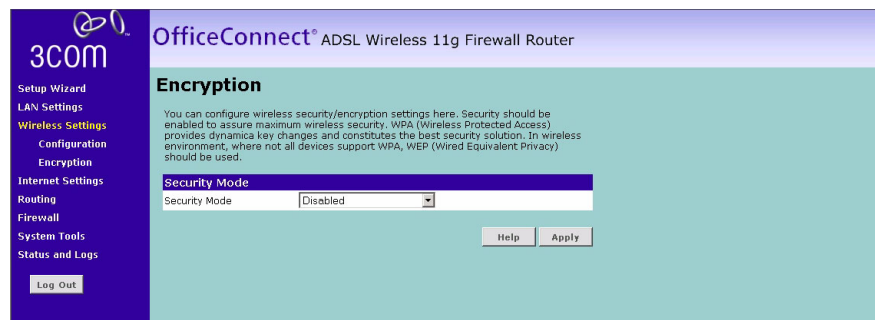 3COM
OfficeConnect® ADSL Wireless 11g Firewall Router
Setup Wizard
LAN Settings
Wireless Settings
Configuration
Encryption
Internet Settings
Routing
Firewall
System Tools
Status and Logs
Log Out
Encryption
You can configure wireless security/encryption settings here. Security should be
enabled to assure maximum wireless security. WPA (Wireless Protected Access)
provides dynamica key changes and constitutes the best security solution. In wireless
environment, where not all devices support WPA, WEP (Wired Equivalent Privacy)
should be used.
Security Mode
Security Mode Disabled
Help Apply